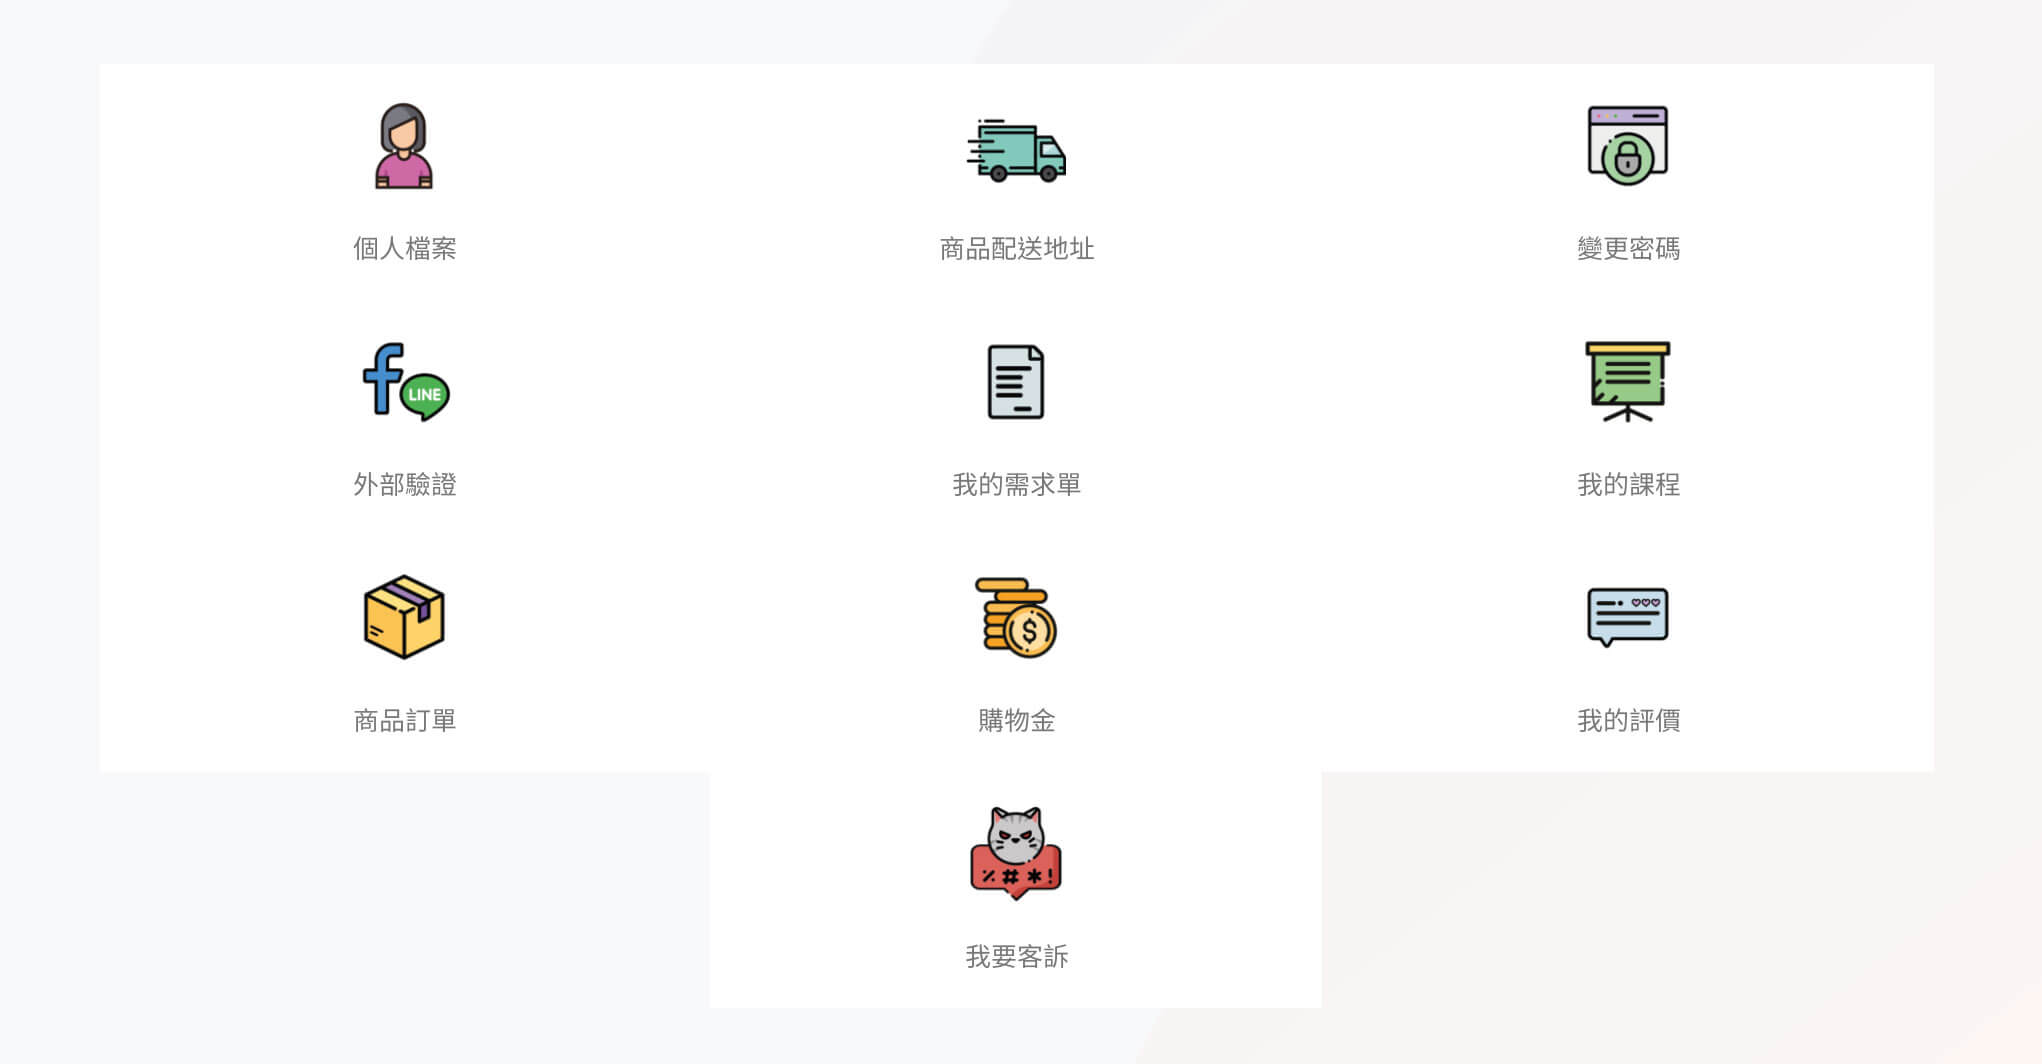 個人檔案
商品配送地址
變更密碼
LINE
外部驗證
我的需求單
我的課程
$
商品訂單
購物金
我的評價
%#*!
我要客訴